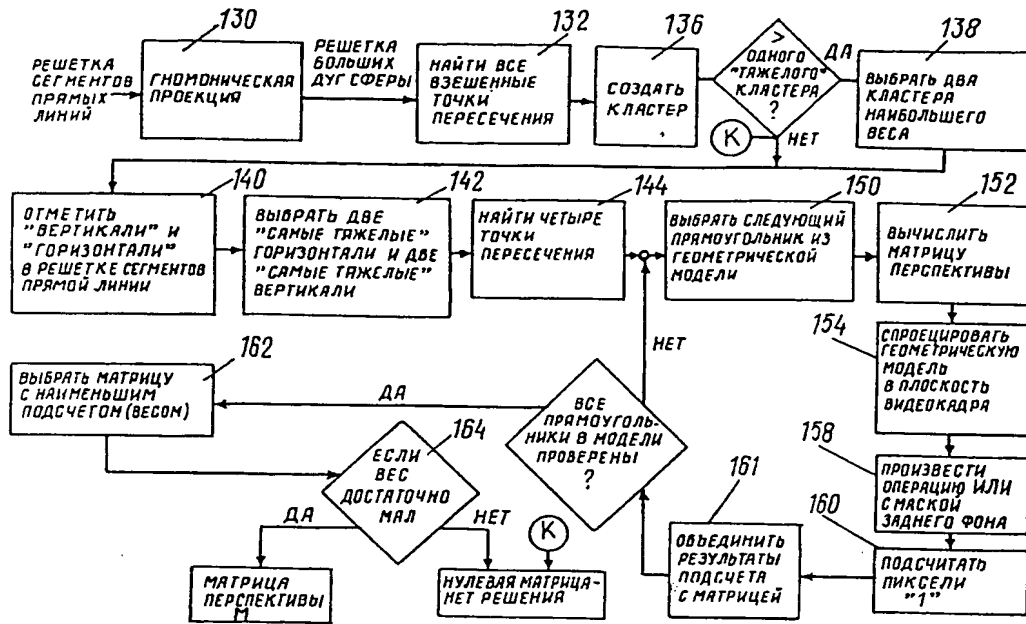 130
132
136
138
РЕШЕТКА
СЕГМЕНТОВ
ПРЯМЫХ
ЛИНИЙ
ГНОМОНИЧЕСКАЯ
ПРОЕКЦИЯ
РЕШЕТКА
БОЛЬШИХ
ДУГ СФЕРЫ
НАЙТИ ВСЕ
ВЗЕШЕННЫЕ
ТОЧКИ
ПЕРЕСЕЧЕНИЯ
СОЗДАТЬ
КЛАСТЕР
>
ОДНОГО
"ТЯЖЕЛОГО"
КЛАСТЕРА
?
ДА
К
НЕТ
ВЫБРАТЬ ДВА
КЛАСТЕРА
НАИБОЛЬШЕГО
ВЕСА
140
142
144
150
152
ОТМЕТИТЬ
"ВЕРТИКАЛИ" И
"ГОРИЗОНТАЛИ"
В РЕШЕТКЕ СЕГМЕНТОВ
ПРЯМОЙ ЛИНИИ
ВЫБРАТЬ ДВЕ
"САМЫЕ ТЯЖЕЛЫЕ"
ГОРИЗОНТАЛИ И ДВЕ
"САМЫЕ ТЯЖЕЛЫЕ"
ВЕРТИКАЛИ
НАЙТИ ЧЕТЫРЕ
ТОЧКИ
ПЕРЕСЕЧЕНИЯ
ВЫБРАТЬ СЛЕДУЮЩИЙ
ПРЯМОУГОЛЬНИК ИЗ
ГЕОМЕТРИЧЕСКОЙ
МОДЕЛИ
ВЫЧИСЛИТЬ
МАТРИЦУ
ПЕРСПЕКТИВЫ
154
СПРОЕЦИРОВАТЬ
ГЕОМЕТРИЧЕСКУЮ
МОДЕЛЬ
В ПЛОСКОСТЬ
ВИДЕОКАДРА
158
ПРОИЗВЕСТИ
ОПЕРАЦИЮ ИЛИ
С МАСКОЙ
ЗАДНЕГО ФОНА
160
ПОДСЧИТАТЬ
ПИКСЕЛИ
"1"
161
ОБЪЕДИНИТЬ
РЕЗУЛЬТАТЫ
ПОДСЧЕТА
С МАТРИЦЕЙ
НЕТ
ВСЕ
ПРЯМОУГОЛЬ-
НИКИ В МОДЕЛИ
ПРОВЕРЕНЫ
?
ДА
162
ВЫБРАТЬ МАТРИЦУ
С НАИМЕНЬШИМ
ПОДСЧЕТОМ (ВЕСОМ)
164
ЕСЛИ
ВЕС
ДОСТАТОЧНО
МАЛ
ДА
НЕТ
К
МАТРИЦА
ПЕРСПЕКТИВЫ
М
НУЛЕВАЯ МАТРИЦА-
НЕТ РЕШЕНИЯ